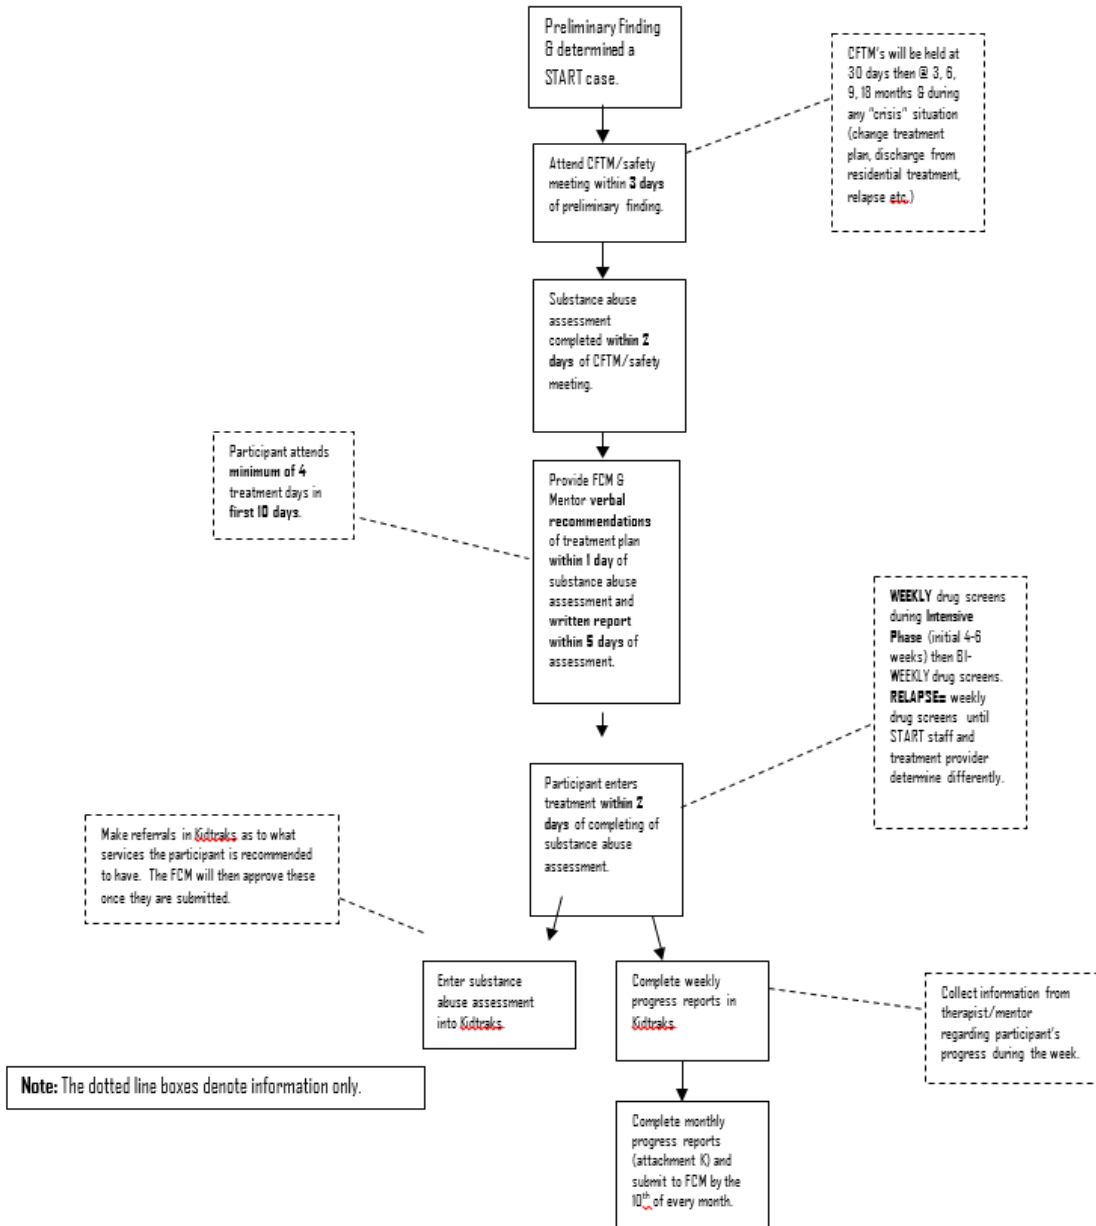 Preliminary Finding
& determined a
START case.
CFTM's will be held at
30 days then @ 3, 6,
9, 18 months & during
any "crisis" situation
(change treatment
plan, discharge from
residential treatment,
relapse etc.)
Attend CFTM/safety
meeting within 3 days
of preliminary finding.
Substance abuse
assessment
completed within 2
days of CFTM/safety
meeting.
Participant attends
minimum of 4
treatment days in
first 10 days.
Provide FCM &
Mentor verbal
recommendations
of treatment plan
within 1 day of
substance abuse
assessment and
written report
within 5 days of
assessment.
WEEKLY drug screens
during Intensive
Phase (initial 4-6
weeks) then BI-
WEEKLY drug screens.
RELAPSE= weekly
drug screens until
START staff and
treatment provider
determine differently.
Participant enters
treatment within 2
days of completing of
substance abuse
assessment.
Make referrals in Kidtraks as to what
services the participant is recommended
to have. The FCM will then approve these
once they are submitted.
Enter substance
abuse assessment
into Kidtraks.
Complete weekly
progress reports in
Kidtraks.
Collect information from
therapist/mentor
regarding participant's
progress during the week.
Note: The dotted line boxes denote information only.
Complete monthly
progress reports
(attachment K) and
submit to FCM by the
10th of every month.